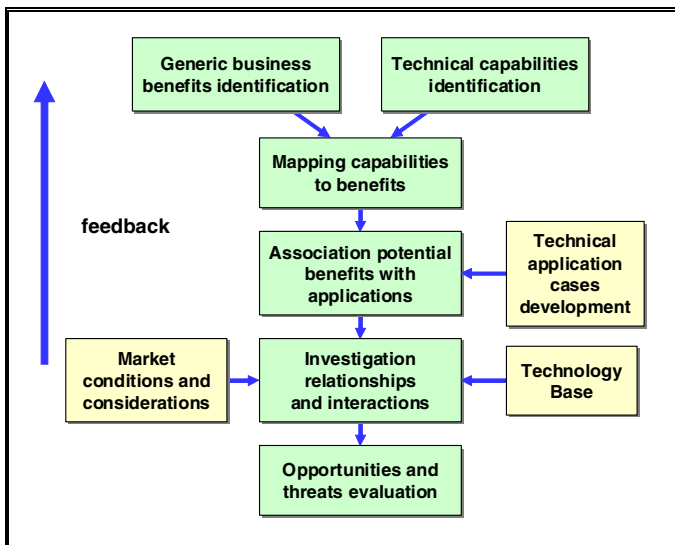 Generic business
benefits identification
Technical capabilities
identification
Mapping capabilities
to benefits
feedback
Association potential
benefits with
applications
Technical
application
cases
development
Market
conditions and
considerations
Investigation
relationships
and interactions
Technology
Base
Opportunities and
threats evaluation